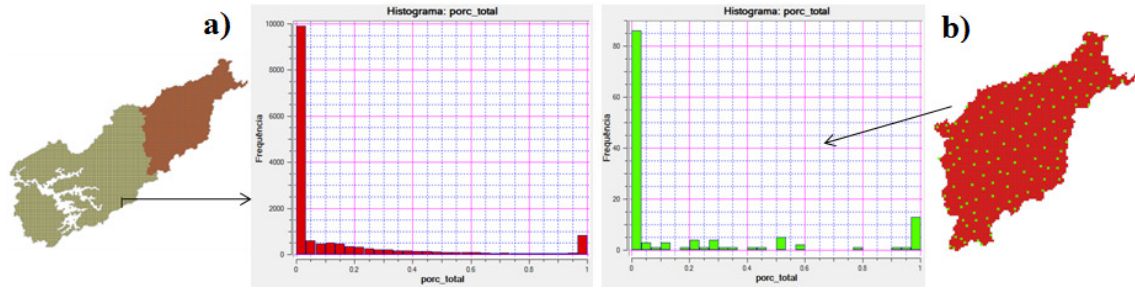 a)
Histograma: porc_total
Frequência
10000
8000
6000
4000
2000
0
0 0.2 0.4 0.6 0.8 1
porc_total
b)
Histograma: porc_total
Frequência
80
60
40
20
0
0 0.2 0.4 0.6 0.8 1
porc_total